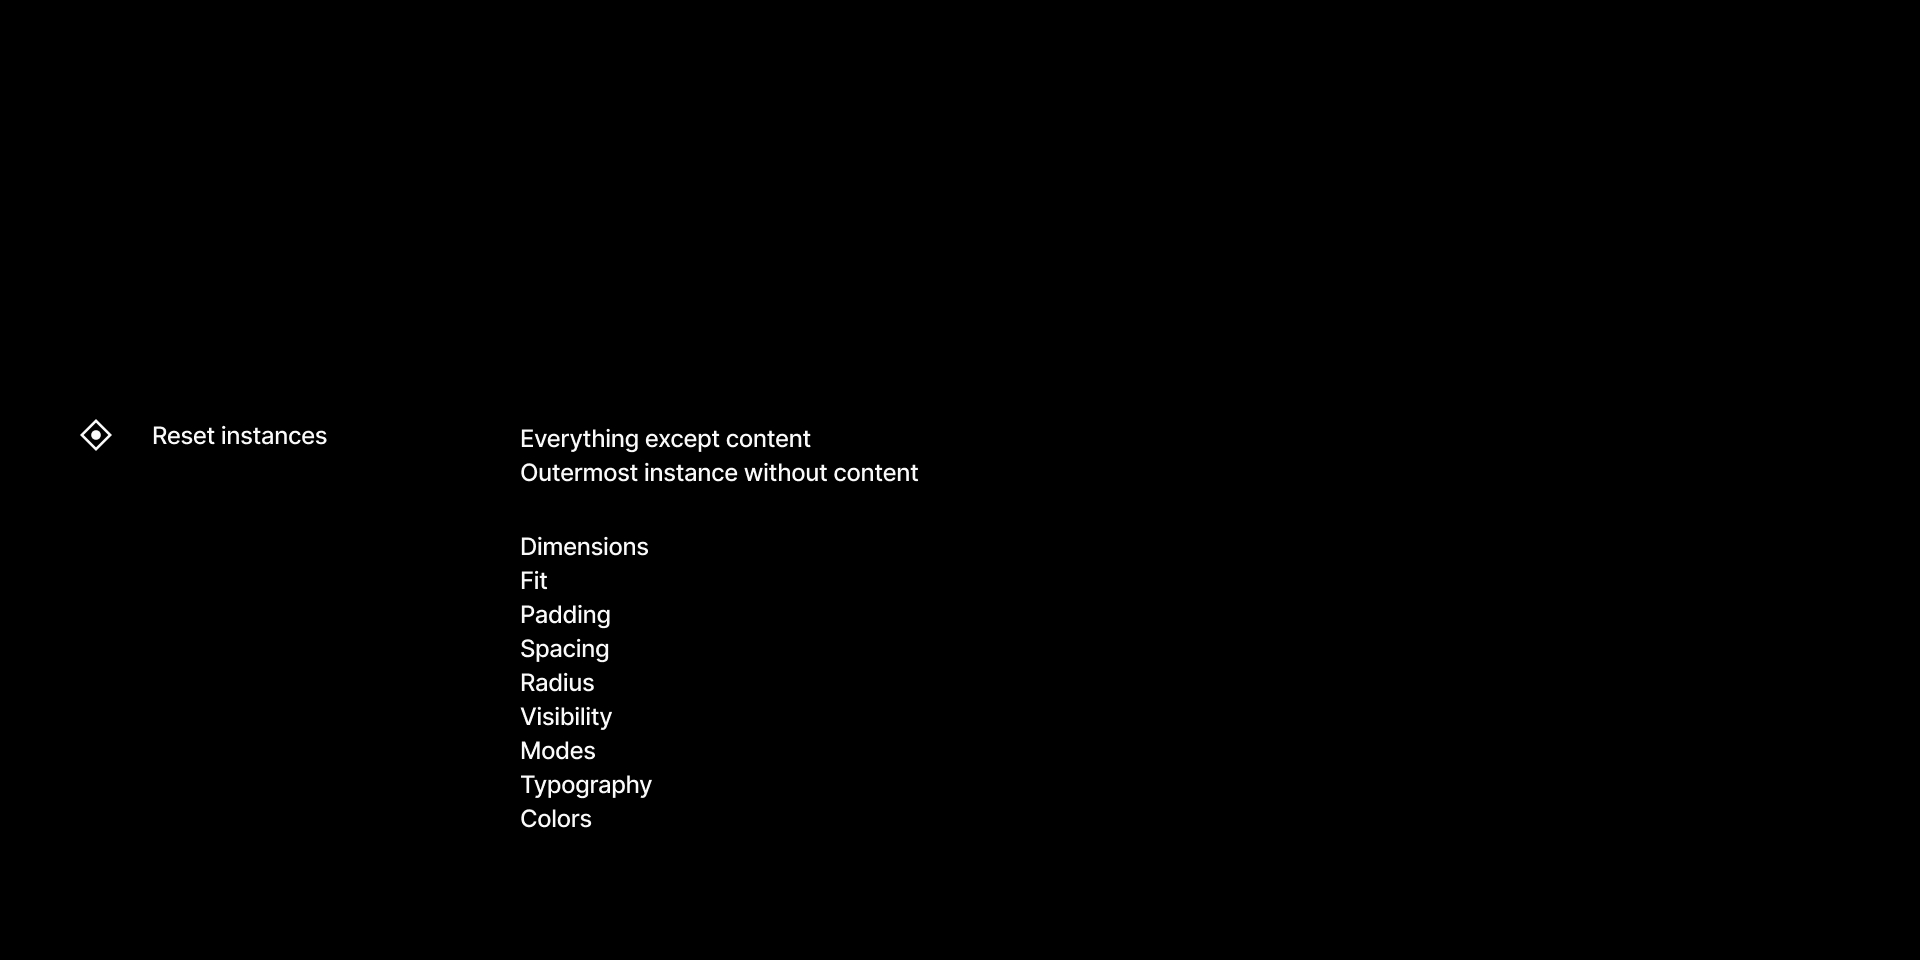 Reset instances
Everything except content
Outermost instance without content
Dimensions
Fit
Padding
Spacing
Radius
Visibility
Modes
Typography
Colors